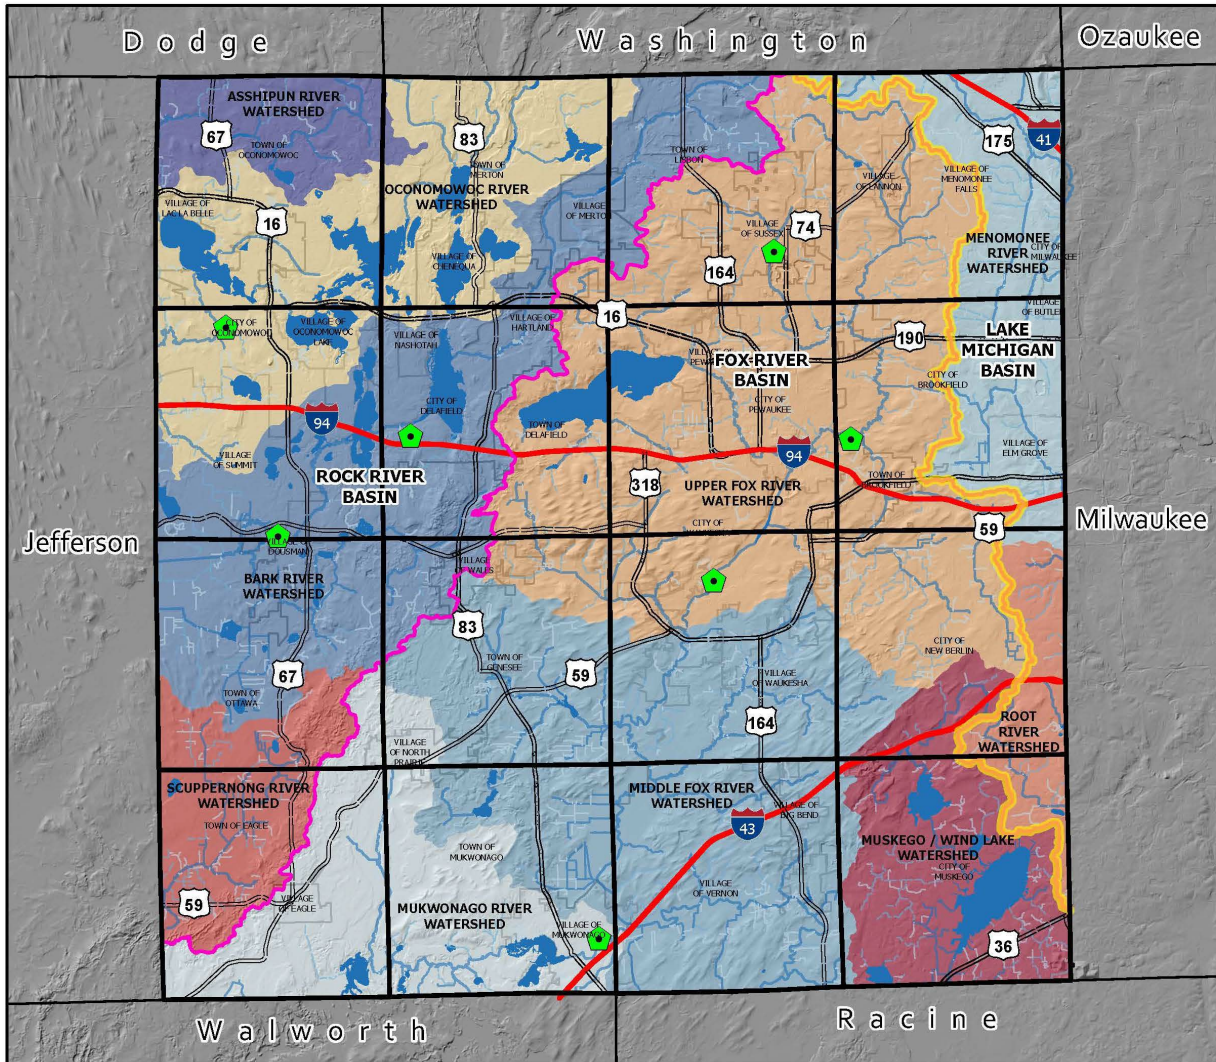 Dodge
Washington
Ozaukee
ASSHIPUN RIVER
WATERSHED
67
TOWN OF
OCONOMOWOC
83
TOWN OF
MERTON
OCONOMOWOC RIVER
WATERSHED
TOWN OF
LISBON
175
41
VILLAGE OF
LANNON
VILLAGE OF
MENOMONEE
FALLS
VILLAGE OF
LAC LA BELLE
16
VILLAGE
OF MERTON
VILLAGE
OF SUSSEX
74
MENOMONEE
RIVER
WATERSHED
CITY OF
MILWAUKEE
VILLAGE OF
CHENEQUA
164
VILLAGE
OF BUTLER
CITY OF
OCONOMOWOC
VILLAGE OF
OCONOMOWOC
LAKE
VILLAGE OF
NASHOTAH
VILLAGE OF
HARTLAND
16
190
LAKE
MICHIGAN
BASIN
VILLAGE OF
FOX RIVER
BASIN
CITY OF
BROOKFIELD
CITY OF
DELAFIELD
CITY OF
PEWAUKEE
94
TOWN OF
DELAFIELD
94
VILLAGE OF
ELM GROVE
VILLAGE
OF SUMMIT
ROCK RIVER
BASIN
318
UPPER FOX RIVER
WATERSHED
TOWN OF
BROOKFIELD
CITY OF
59
Jefferson
Milwaukee
VILLAGE OF
DOUSMAN
VILLAGE
OF WALES
BARK RIVER
WATERSHED
83
CITY OF
NEW BERLIN
TOWN OF
GENESEE
59
67
VILLAGE
OF WAUKESHA
TOWN OF
OTTAWA
164
ROOT
RIVER
WATERSHED
VILLAGE
OF NORTH
PRAIRIE
SCUPPERNONG RIVER
WATERSHED
MIDDLE FOX RIVER
WATERSHED
TOWN OF EAGLE
43
VILLAGE OF
BIG BEND
MUSKEGO / WIND LAKE
WATERSHED
CITY OF
MUSKEGO
TOWN OF
MUKWONAGO
VILLAGE
OF VERNON
59
VILLAGE
OF EAGLE
MUKWONAGO RIVER
WATERSHED
VILLAGE OF
MUKWONAGO
36
Walworth
Racine